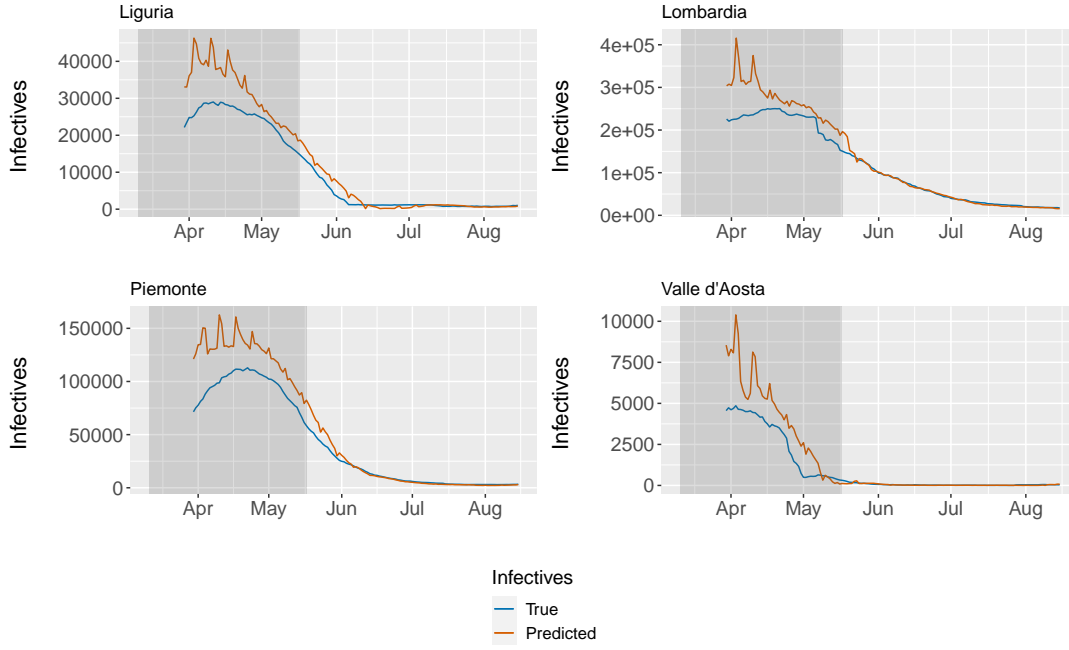 Liguria
Infectives
40000
30000
20000
10000
0
Apr May Jun Jul Aug
Lombardia
Infectives
4e+05
3e+05
2e+05
1e+05
0e+00
Apr May Jun Jul Aug
Piemonte
Infectives
150000
100000
50000
0
Apr May Jun Jul Aug
Valle d'Aosta
Infectives
10000
7500
5000
2500
0
Apr May Jun Jul Aug
Infectives
True
Predicted